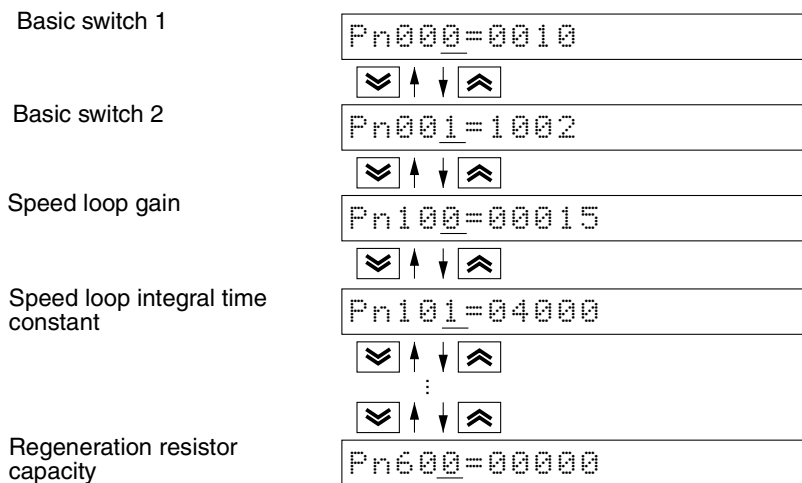 Basic switch 1
Pn000=0010
Basic switch 2
Pn001=1002
Speed loop gain
Pn100=00015
Speed loop integral time
constant
Pn101=04000
⋮
Regeneration resistor
capacity
Pn600=00000